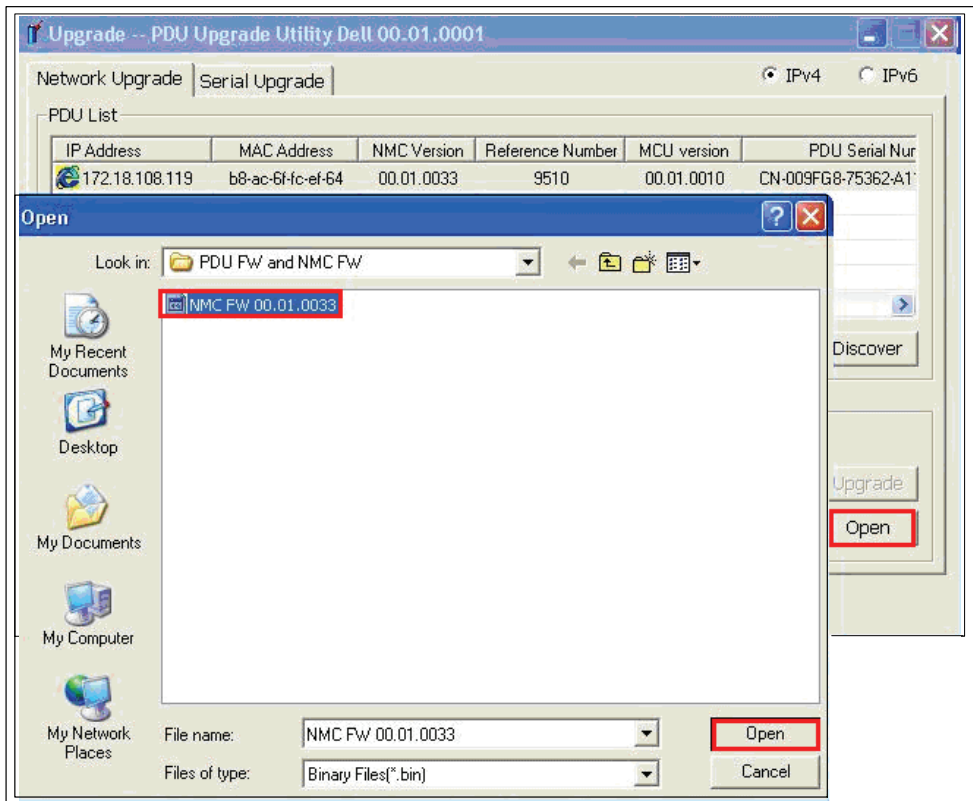 Upgrade -- PDU Upgrade Utility Dell 00.01.0001
Network Upgrade Serial Upgrade IPv4 IPv6
PDU List
IP Address MAC Address NMC Version Reference Number MCU version PDU Serial Nur
172.18.108.119 b8-ac-6f-fc-ef-64 00.01.0033 9510 00.01.0010 CN-009FG8-75362-A1
Open
Look in: PDU FW and NMC FW
NMC FW 00.01.0033
My Recent
Documents
Discover
Desktop
Upgrade
Open
My Documents
My Computer
My Network
Places
File name: NMC FW 00.01.0033 Open
Files of type: Binary Files(*.bin) Cancel